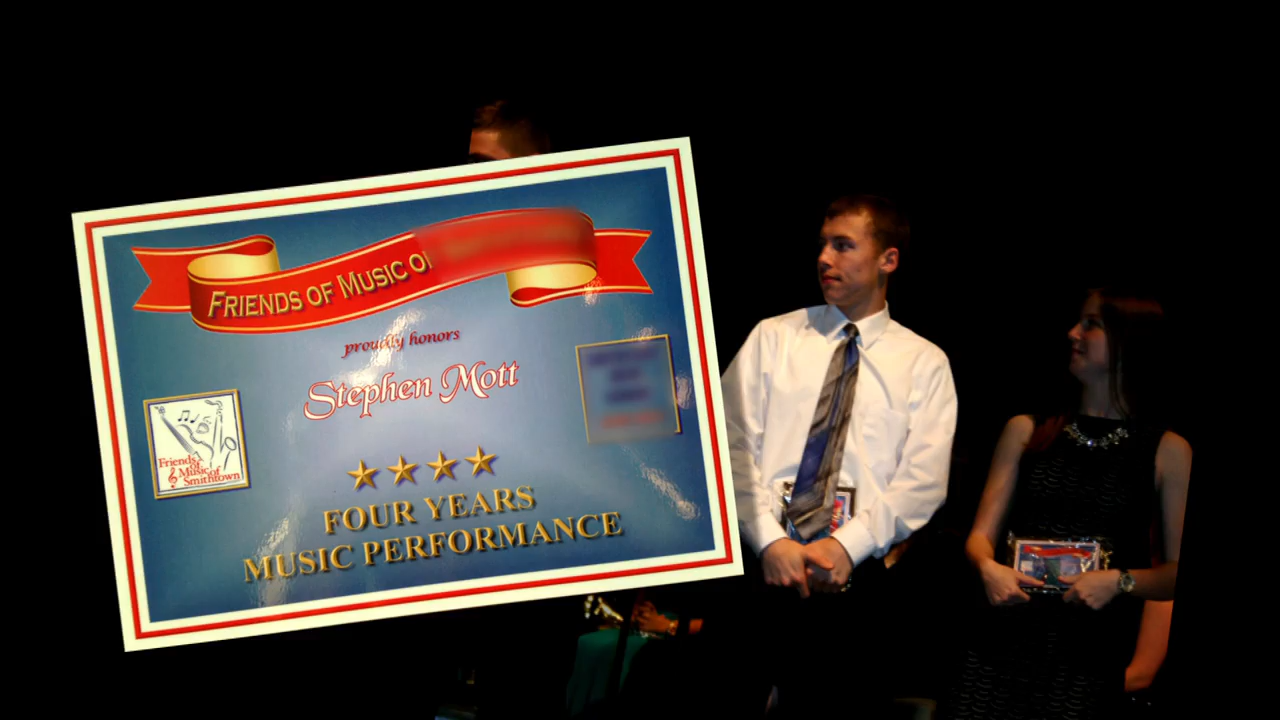 FRIENDS OF MUSIC OF
proudly honors
Stephen Mott
Friends
of
Music of
Smithtown
FOUR YEARS
MUSIC PERFORMANCE